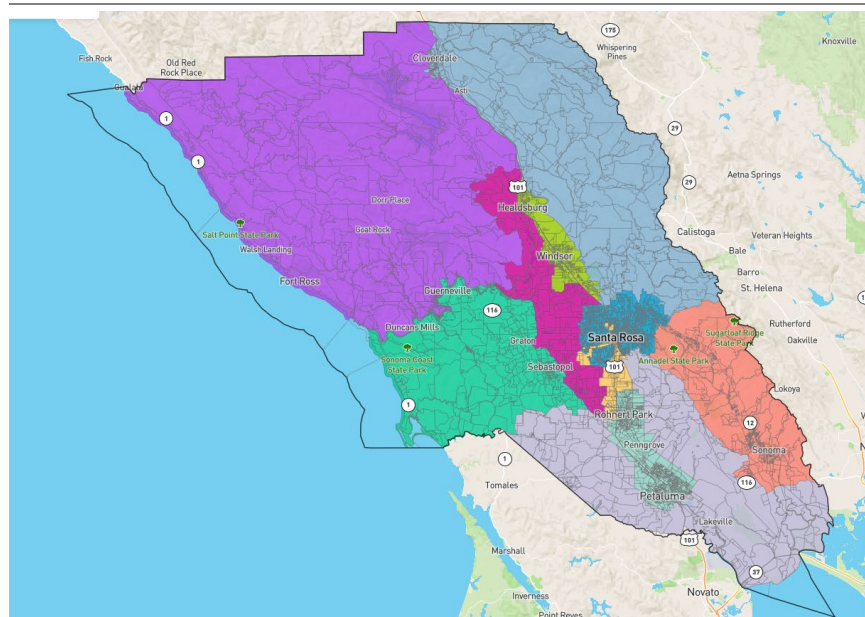 175
Whispering
Pines
Knoxville
Fish Rock
Old Red
Rock Place
Cloverdale
Gualala
Asti
1
29
1
Aetna Springs
29
101
Dorr Place
Healdsburg
Salt Point State Park
Goat Rock
Walsh Landing
Calistoga
Veteran Heights
Bale
Windsor
Barro
Fort Ross
Guerneville
St. Helena
116
Duncans Mills
Rutherford
Sugarloaf Ridge
State Park
Santa Rosa
Oakville
Graton
Sonoma Coast
State Park
Annadel State Park
Sebastopol
101
Lokoya
1
Rohnert Park
12
Penngrove
Sonoma
1
116
Tomales
Petaluma
Lakeville
101
Marshall
37
Novato
Inverness
Point Reyes